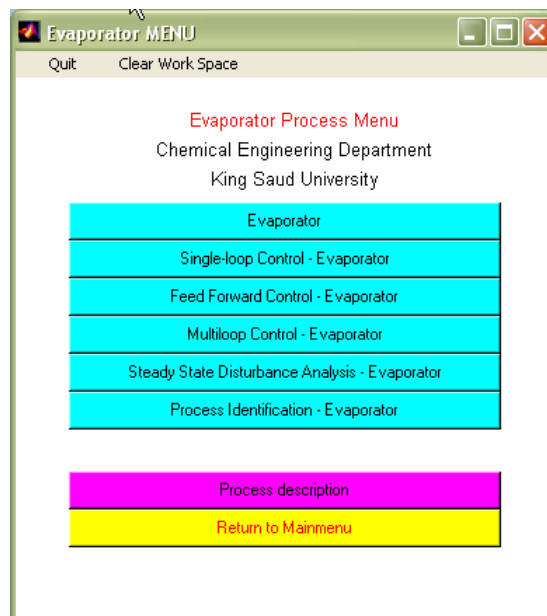 Evaporator MENU
Quit Clear Work Space
Evaporator Process Menu
Chemical Engineering Department
King Saud University
Evaporator
Single-loop Control - Evaporator
Feed Forward Control - Evaporator
Multiloop Control - Evaporator
Steady State Disturbance Analysis - Evaporator
Process Identification - Evaporator
Process description
Return to Mainmenu